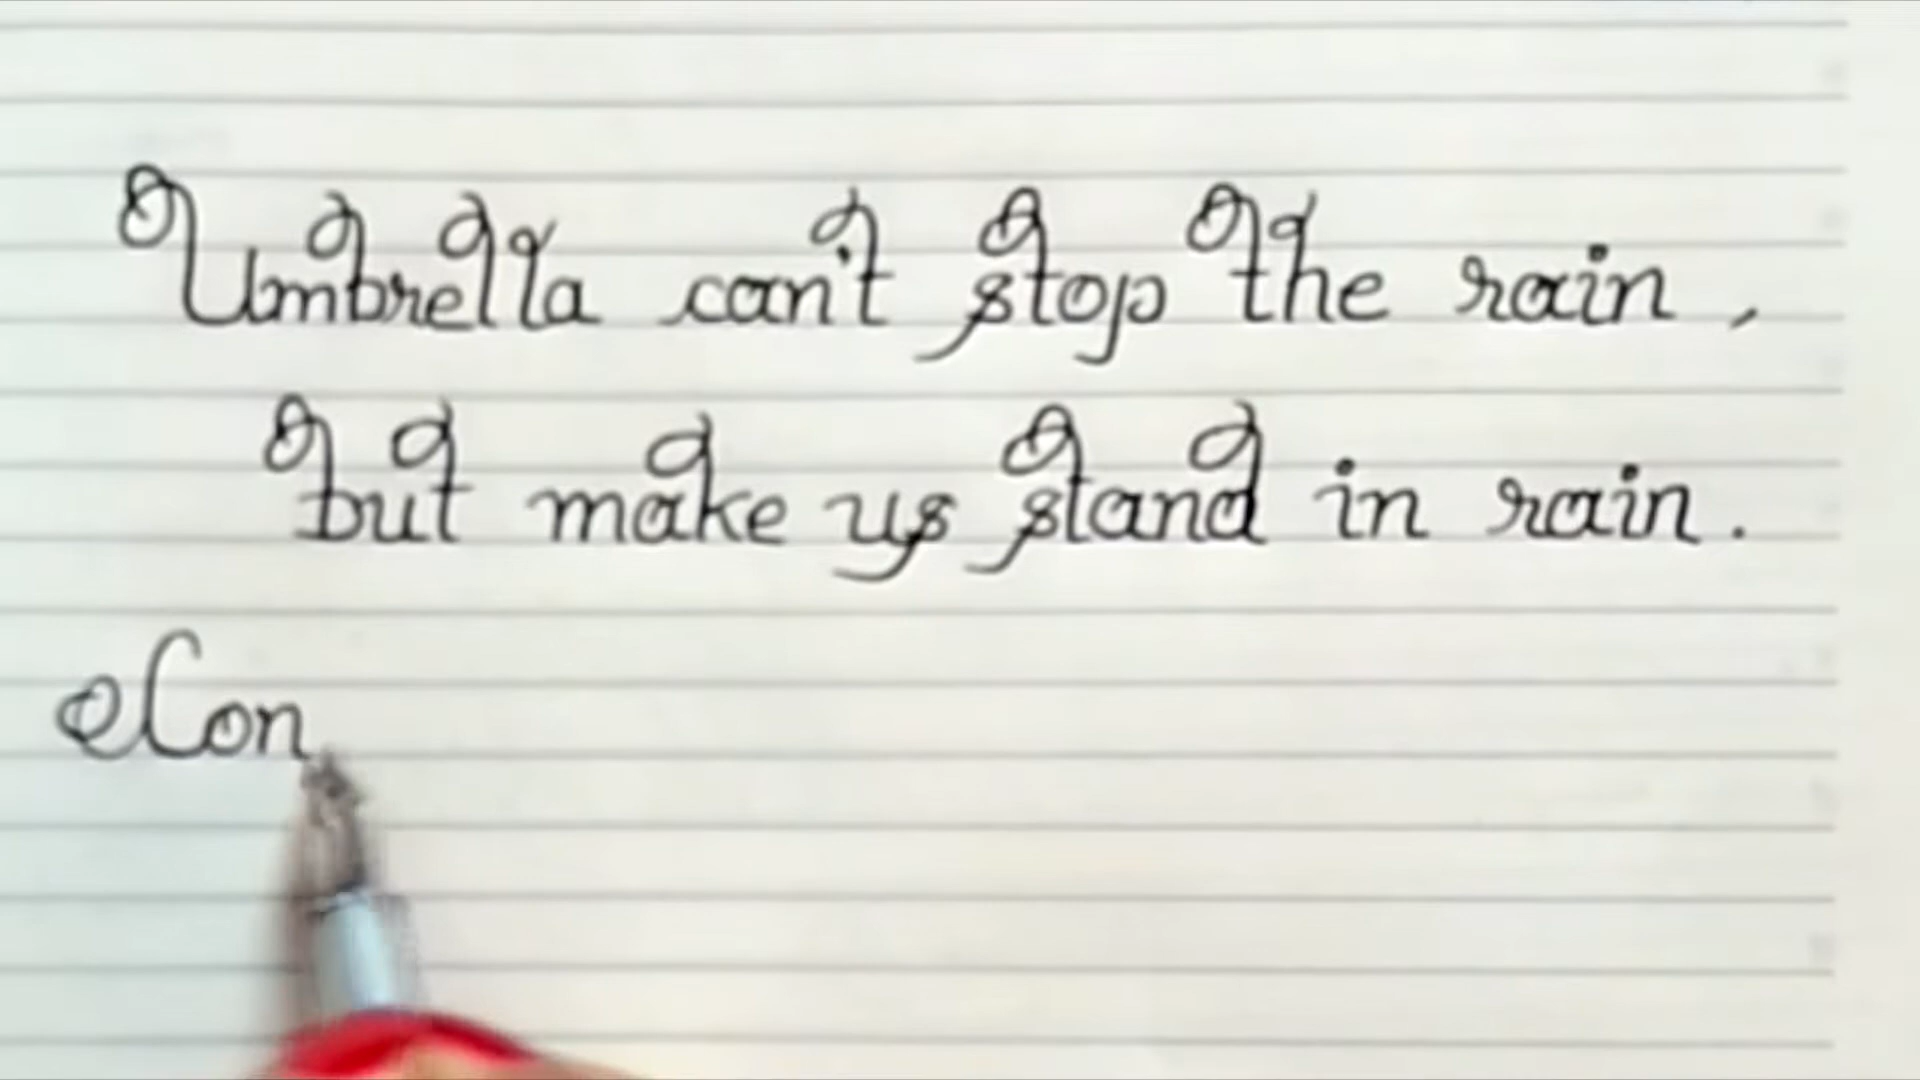 Umbrella can't stop the rain,
but make us stand in rain.
Con